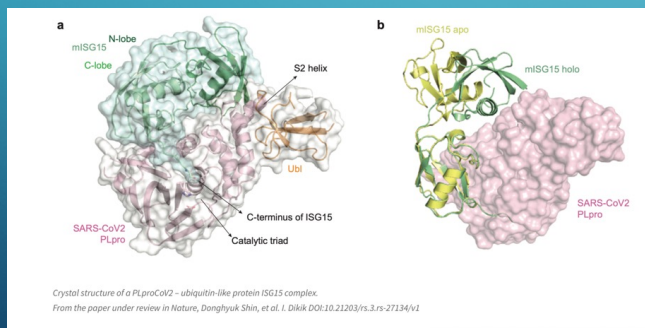 a
b
N-lobe
mISG15
C-lobe
S2 helix
Ubl
C-terminus of ISG15
Catalytic triad
SARS-CoV2
PLpro
mISG15 apo
mISG15 holo
SARS-CoV2
PLpro
Crystal structure of a PLproCoV2 – ubiquitin-like protein ISG15 complex.
From the paper under review in Nature, Donghyuk Shin, et al. I. Dikik DOI:10.21203/rs.3.rs-27134/v1